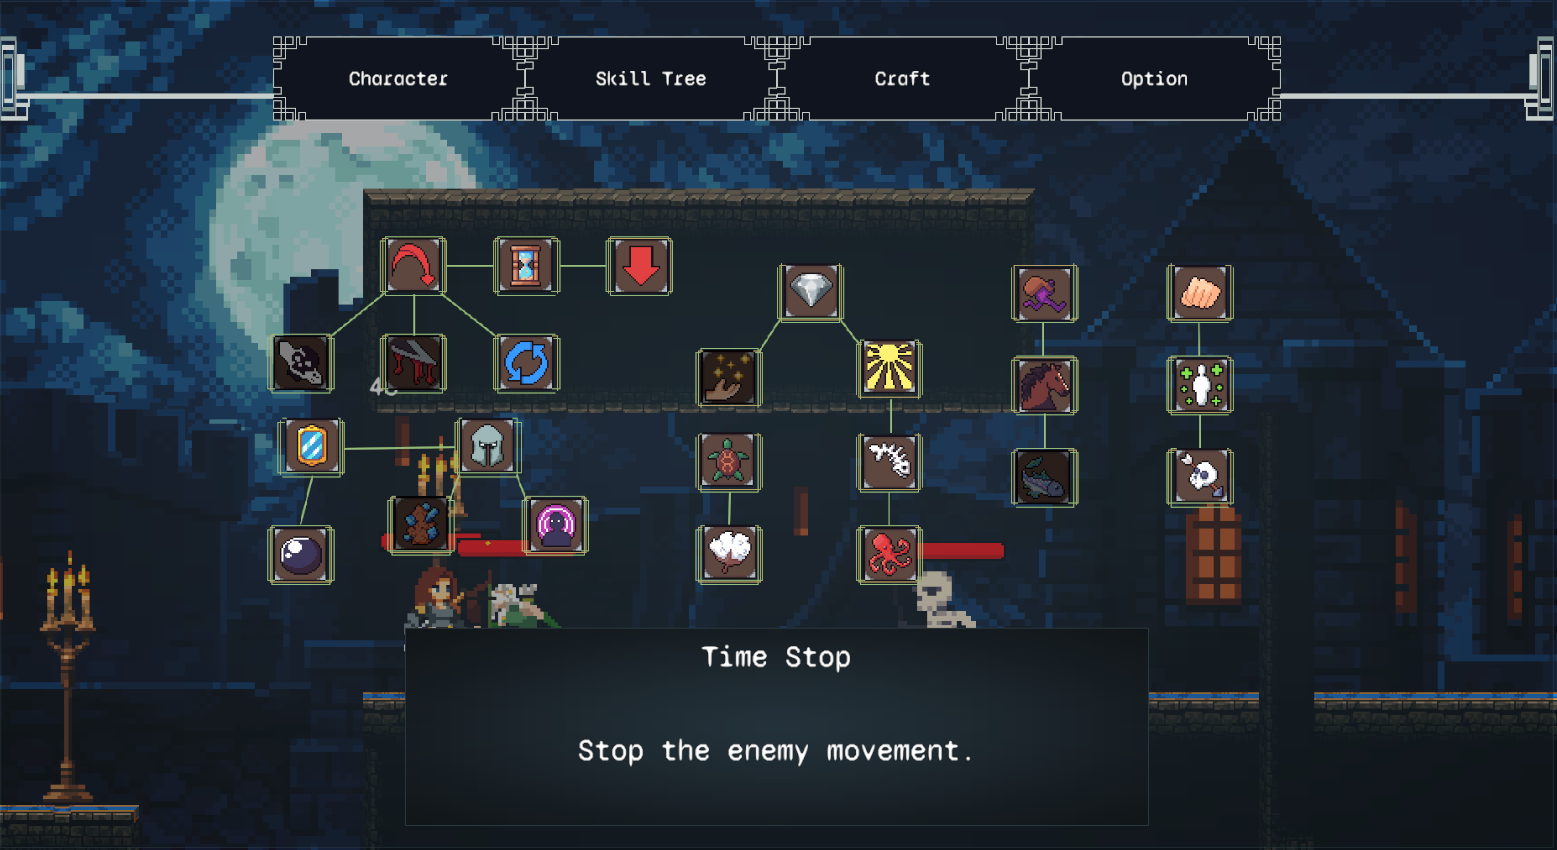 Character
Skill Tree
Craft
Option
Time Stop
Stop the enemy movement.